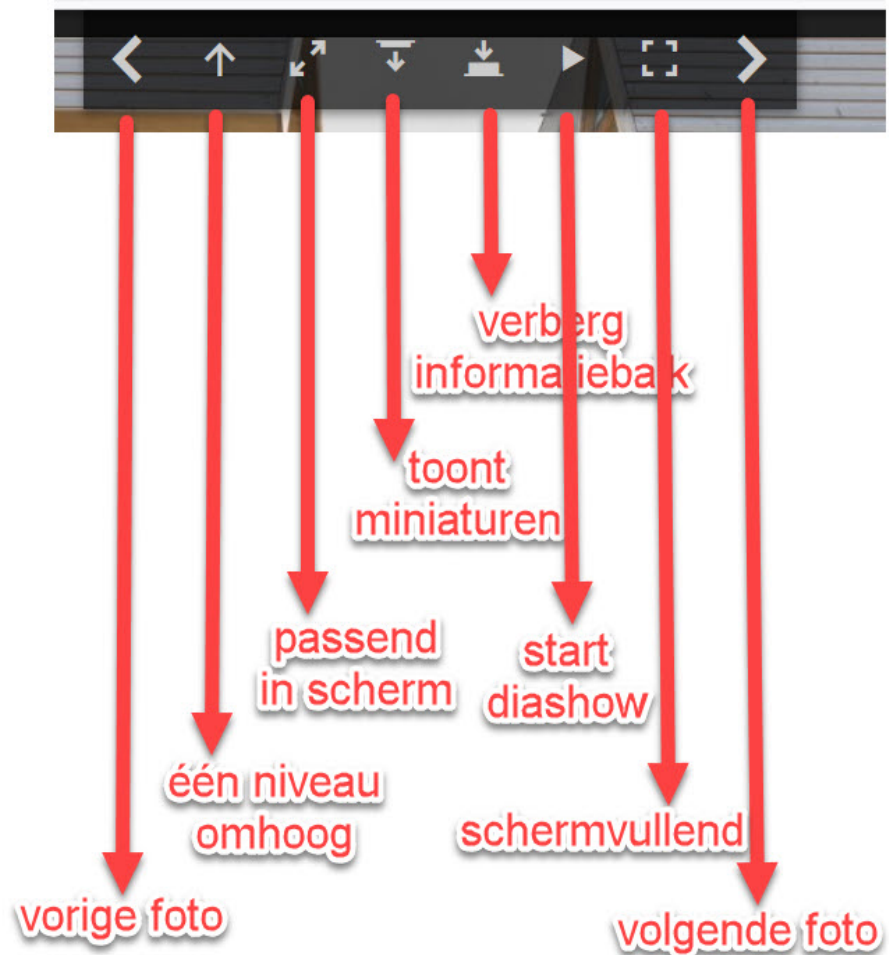 verberg
informatiebalk
toont
miniaturen
passend
in scherm
start
diashow
één niveau
omhoog
schermvullend
vorige foto
volgende foto